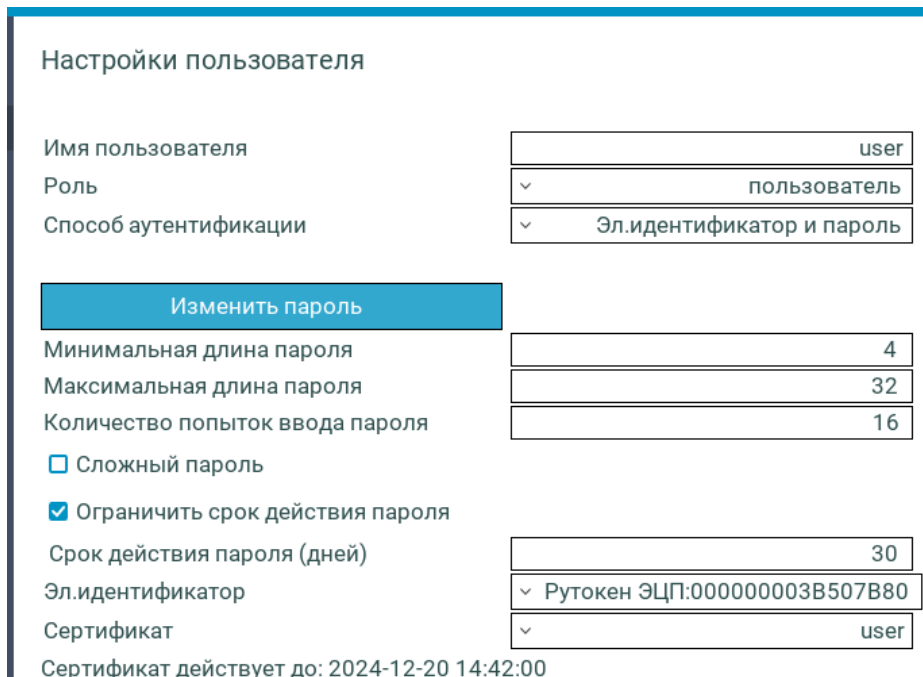 Настройки пользователя
Имя пользователя user
Роль пользователь
Способ аутентификации Эл.идентификатор и пароль
Изменить пароль
Минимальная длина пароля 4
Максимальная длина пароля 32
Количество попыток ввода пароля 16
Сложный пароль
Ограничить срок действия пароля
Срок действия пароля (дней) 30
Эл.идентификатор Рутокен ЭЦП:000000003B507B80
Сертификат user
Сертификат действует до: 2024-12-20 14:42:00